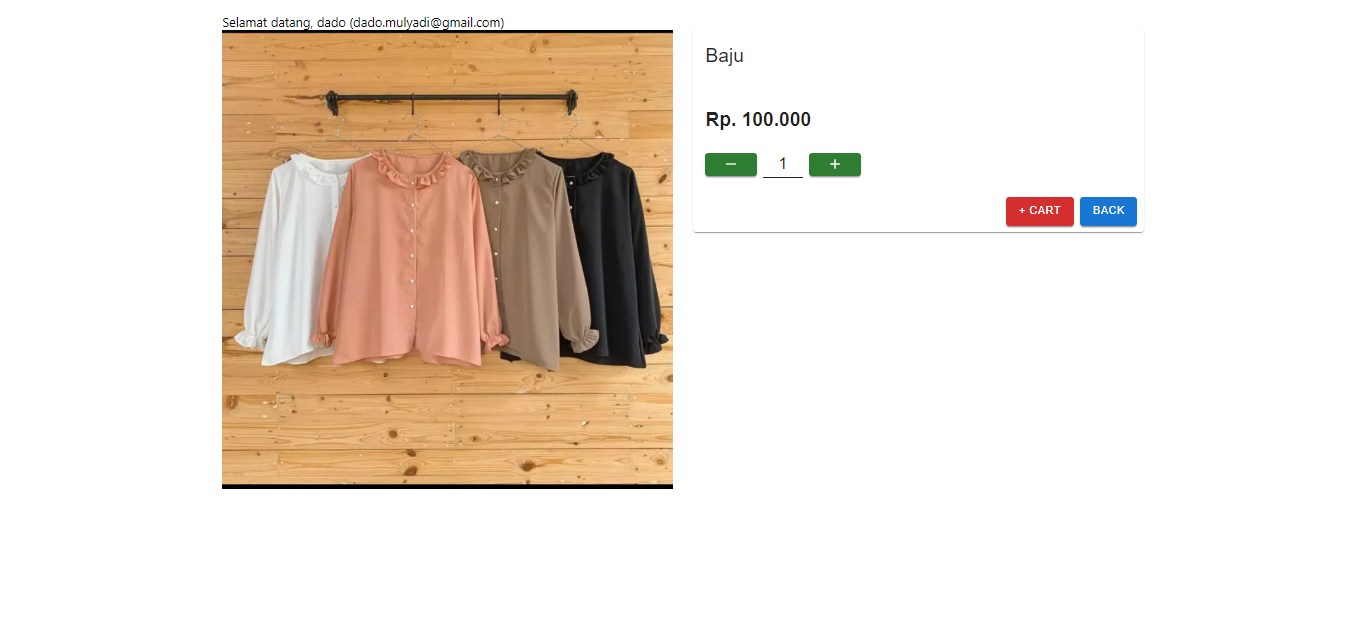 Selamat datang, dado (dado.mulyadi@gmail.com)
Baju
Rp. 100.000
− 1 +
+ CART BACK